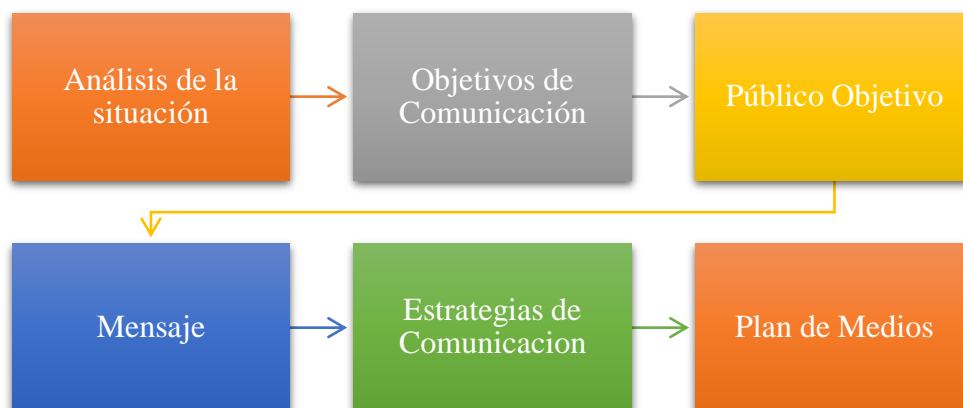 Análisis de la
situación
Objetivos de
Comunicación
Público Objetivo
Mensaje
Estrategias de
Comunicacion
Plan de Medios